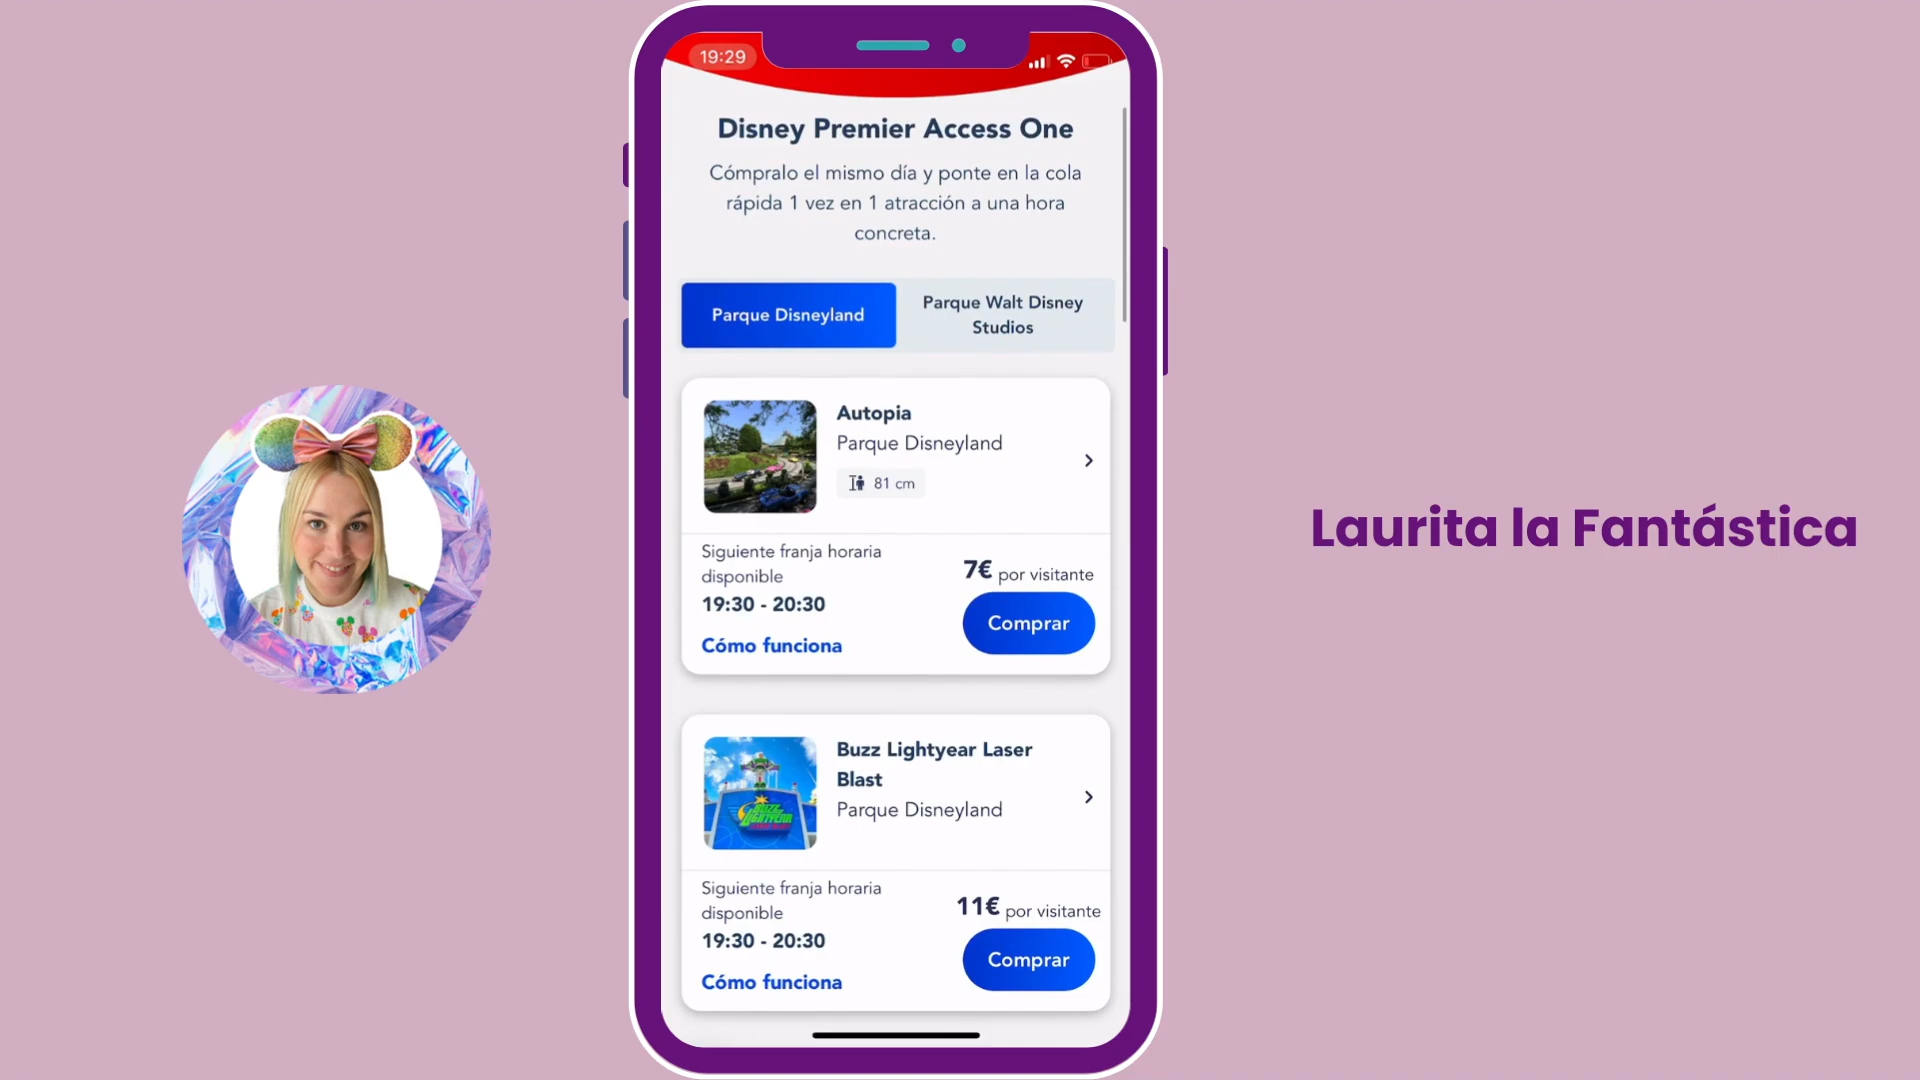 19:29
Disney Premier Access One
Cómpralo el mismo día y ponte en la cola
rápida 1 vez en 1 atracción a una hora
concreta.
Parque Disneyland
Parque Walt Disney
Studios
Autopia
Parque Disneyland
81 cm
Siguiente franja horaria
disponible
19:30 - 20:30
7€ por visitante
Cómo funciona
Comprar
Buzz Lightyear Laser
Blast
Parque Disneyland
BUZZ
LIGHTYEAR
Siguiente franja horaria
disponible
19:30 - 20:30
11€ por visitante
Cómo funciona
Comprar
Laurita la Fantástica